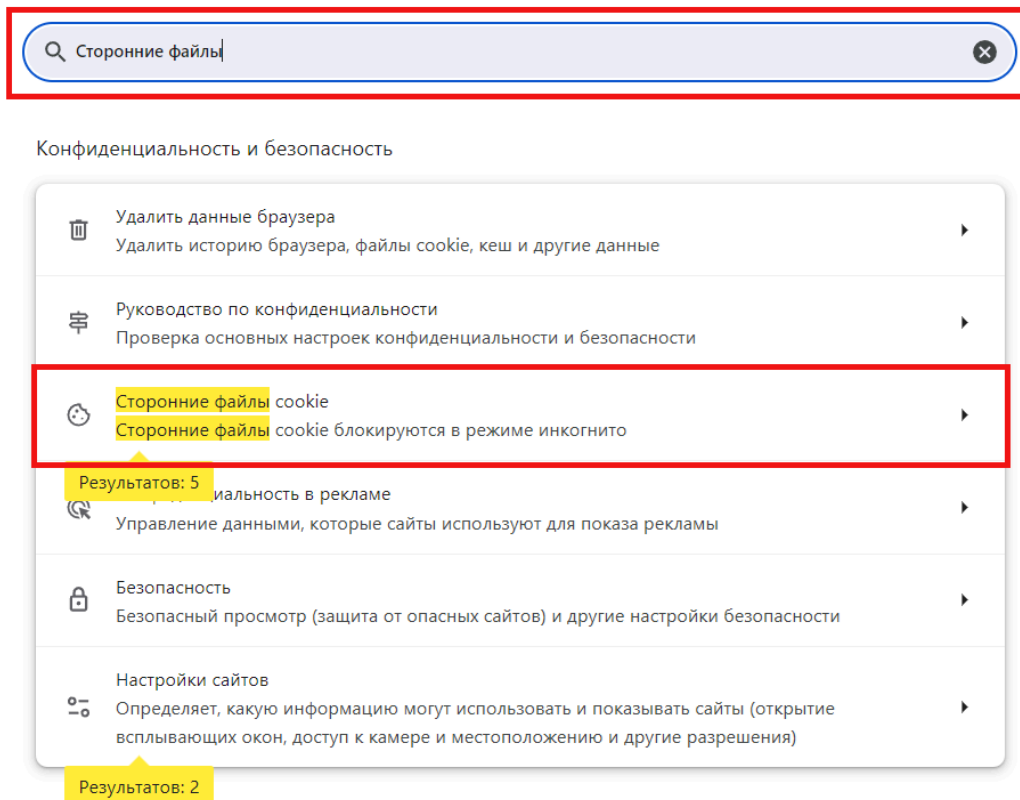 Сторонние файлы
Конфиденциальность и безопасность
Удалить данные браузера
Удалить историю браузера, файлы cookie, кеш и другие данные
Руководство по конфиденциальности
Проверка основных настроек конфиденциальности и безопасности
Сторонние файлы cookie
Сторонние файлы cookie блокируются в режиме инкогнито
Результатов: 5
иальность в рекламе
Управление данными, которые сайты используют для показа рекламы
Безопасность
Безопасный просмотр (защита от опасных сайтов) и другие настройки безопасности
Настройки сайтов
Определяет, какую информацию могут использовать и показывать сайты (открытие
всплывающих окон, доступ к камере и местоположению и другие разрешения)
Результатов: 2